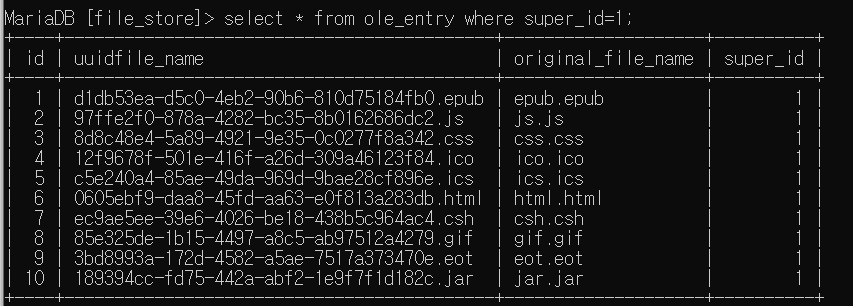 MariaDB [file_store]> select * from ole_entry where super_id=1;
| id | uuidfile_name | original_file_name | super_id |
| 1 | d1db53ea-d5c0-4eb2-90b6-810d75184fb0.epub | epub.epub | 1 |
| 2 | 97ffe2f0-878a-4282-bc35-8b0162686dc2.js | js.js | 1 |
| 3 | 8d8c48e4-5a89-4921-9e35-0c0277f8a342.css | css.css | 1 |
| 4 | 12f9678f-501e-416f-a26d-309a46123f84.ico | ico.ico | 1 |
| 5 | c5e240a4-85ae-49da-969d-9bae28cf896e.ics | ics.ics | 1 |
| 6 | 0605ebf9-daa8-45fd-aa63-e0f813a283db.html | html.html | 1 |
| 7 | ec9ae5ee-39e6-4026-be18-438b5c964ac4.csh | csh.csh | 1 |
| 8 | 85e325de-1b15-4497-a8c5-ab97512a4279.gif | gif.gif | 1 |
| 9 | 3bd8993a-172d-4582-a5ae-7517a373470e.eot | eot.eot | 1 |
| 10 | 189394cc-fd75-442a-abf2-1e9f7f1d182c.jar | jar.jar | 1 |